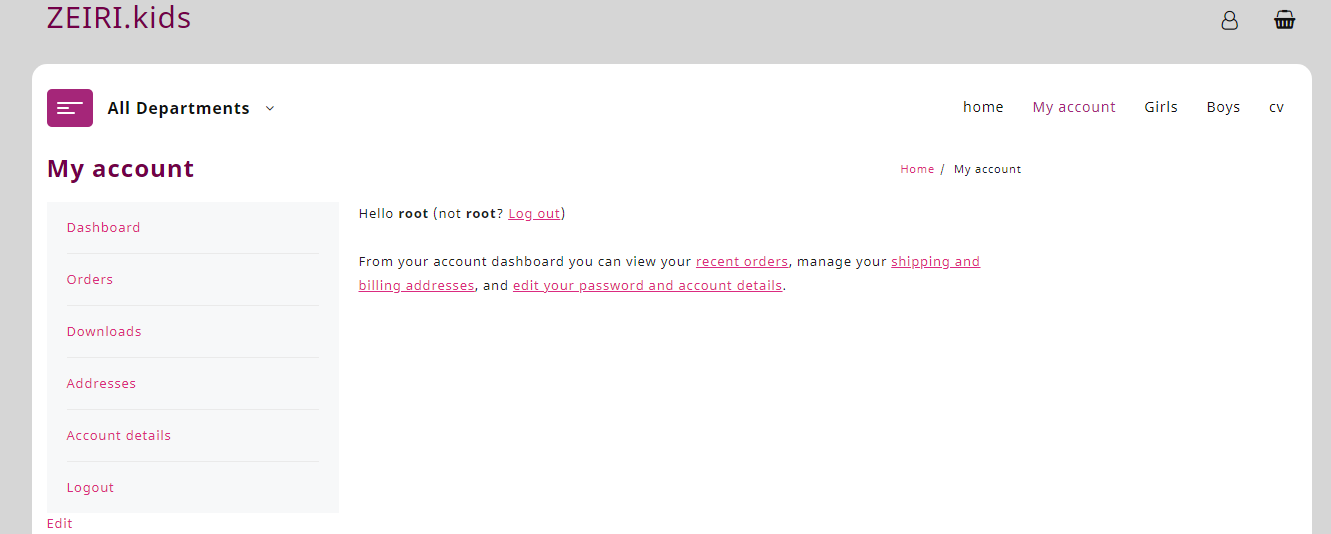 ZEIRI.kids
All Departments
home My account Girls Boys cv
My account
Home / My account
Dashboard
Orders
Downloads
Addresses
Account details
Logout
Edit
Hello root (not root? Log out)
From your account dashboard you can view your recent orders, manage your shipping and
billing addresses, and edit your password and account details.